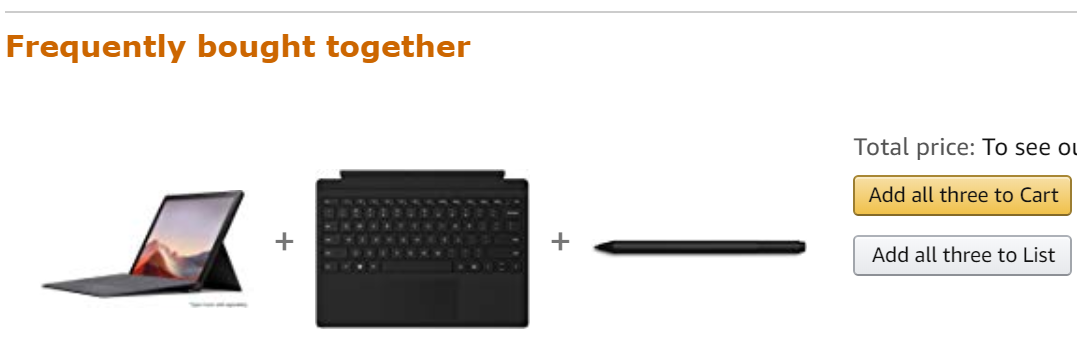 Frequently bought together
Total price: To see ou
Add all three to Cart
+
+
Add all three to List